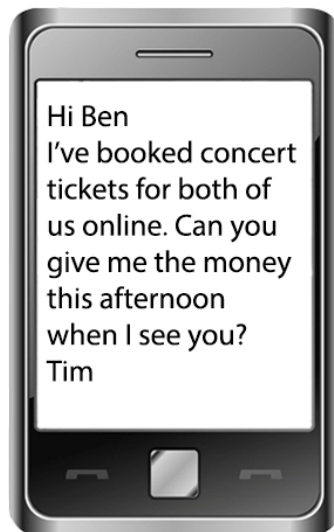 Hi Ben
I've booked concert
tickets for both of
us online. Can you
give me the money
this afternoon
when I see you?
Tim